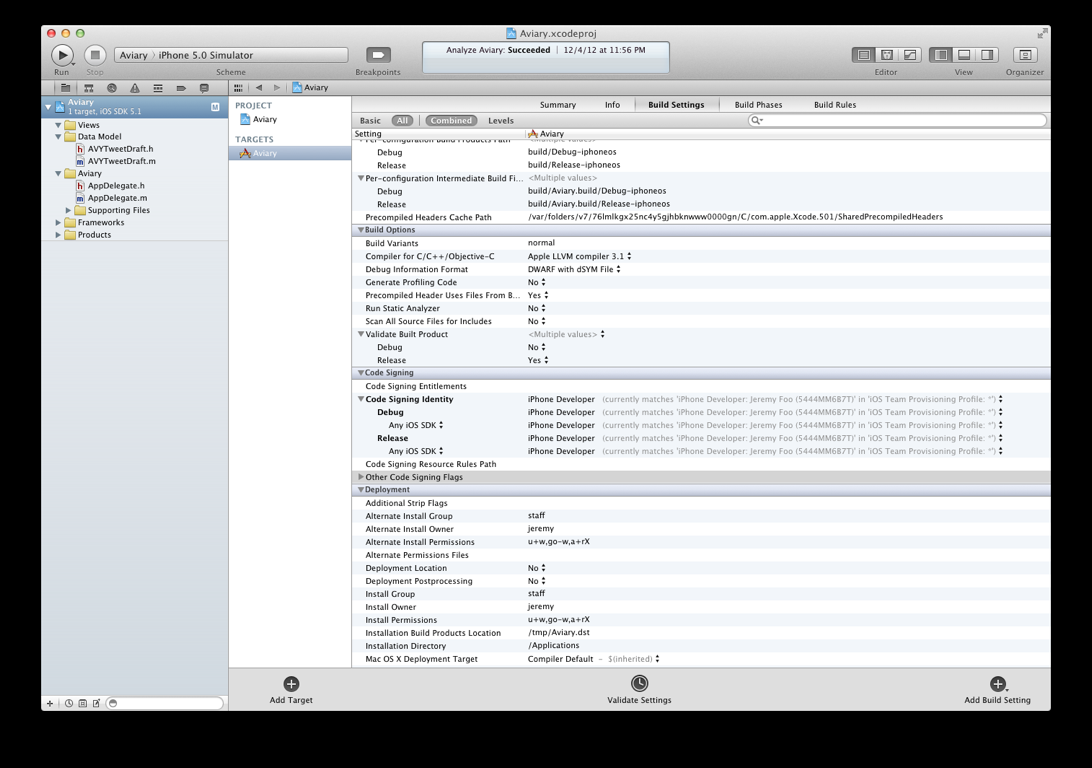 Aviary.xcodeproj
Run Stop
Aviary iPhone 5.0 Simulator
Scheme
Breakpoints
Analyze Aviary: Succeeded | 12/4/12 at 11:56 PM
Editor View Organizer
Aviary
1 target, iOS SDK 5.1
M
Views
Data Model
AVYTweetDraft.h
AVYTweetDraft.m
Aviary
AppDelegate.h
AppDelegate.m
Supporting Files
Frameworks
Products
Aviary
PROJECT
Aviary
TARGETS
Aviary
Summary Info Build Settings Build Phases Build Rules
Basic All Combined Levels
Setting Aviary
Per-configuration Build Products Path <Multiple values>
Debug build/Debug-iphoneos
Release build/Release-iphoneos
Per-configuration Intermediate Build Fi... <Multiple values>
Debug build/Aviary.build/Debug-iphoneos
Release build/Aviary.build/Release-iphoneos
Precompiled Headers Cache Path /var/folders/v7/76lmlkgx25nc4y5gjhbknwww0000gn/C/com.apple.Xcode.501/SharedPrecompiledHeaders
Build Options
Build Variants normal
Compiler for C/C++/Objective-C Apple LLVM compiler 3.1
Debug Information Format DWARF with dSYM File
Generate Profiling Code No
Precompiled Header Uses Files From B... Yes
Run Static Analyzer No
Scan All Source Files for Includes No
Validate Built Product <Multiple values>
Debug No
Release Yes
Code Signing
Code Signing Entitlements
Code Signing Identity iPhone Developer (currently matches 'iPhone Developer: Jeremy Foo (5444MM6B7T)' in 'iOS Team Provisioning Profile: *')
Debug iPhone Developer (currently matches 'iPhone Developer: Jeremy Foo (5444MM6B7T)' in 'iOS Team Provisioning Profile: *')
Any iOS SDK iPhone Developer (currently matches 'iPhone Developer: Jeremy Foo (5444MM6B7T)' in 'iOS Team Provisioning Profile: *')
Release iPhone Developer (currently matches 'iPhone Developer: Jeremy Foo (5444MM6B7T)' in 'iOS Team Provisioning Profile: *')
Any iOS SDK iPhone Developer (currently matches 'iPhone Developer: Jeremy Foo (5444MM6B7T)' in 'iOS Team Provisioning Profile: *')
Code Signing Resource Rules Path
Other Code Signing Flags
Deployment
Additional Strip Flags
Alternate Install Group staff
Alternate Install Owner jeremy
Alternate Install Permissions u+w,go-w,a+rX
Alternate Permissions Files
Deployment Location No
Deployment Postprocessing No
Install Group staff
Install Owner jeremy
Install Permissions u+w,go-w,a+rX
Installation Build Products Location /tmp/Aviary.dst
Installation Directory /Applications
Mac OS X Deployment Target Compiler Default – $(inherited)
Add Target Validate Settings Add Build Setting